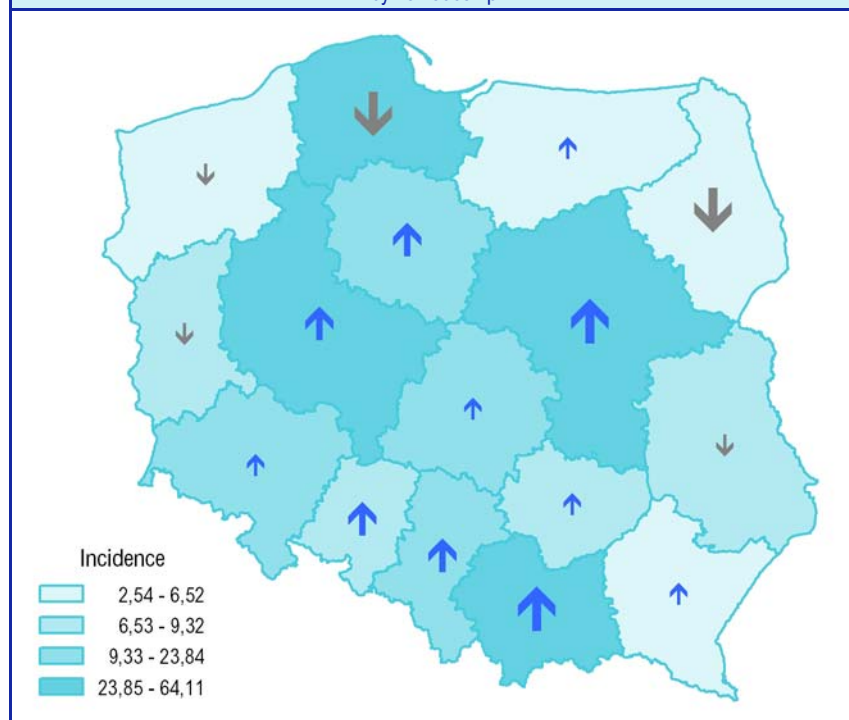 Incidence
2,54 - 6,52
6,53 - 9,32
9,33 - 23,84
23,85 - 64,11